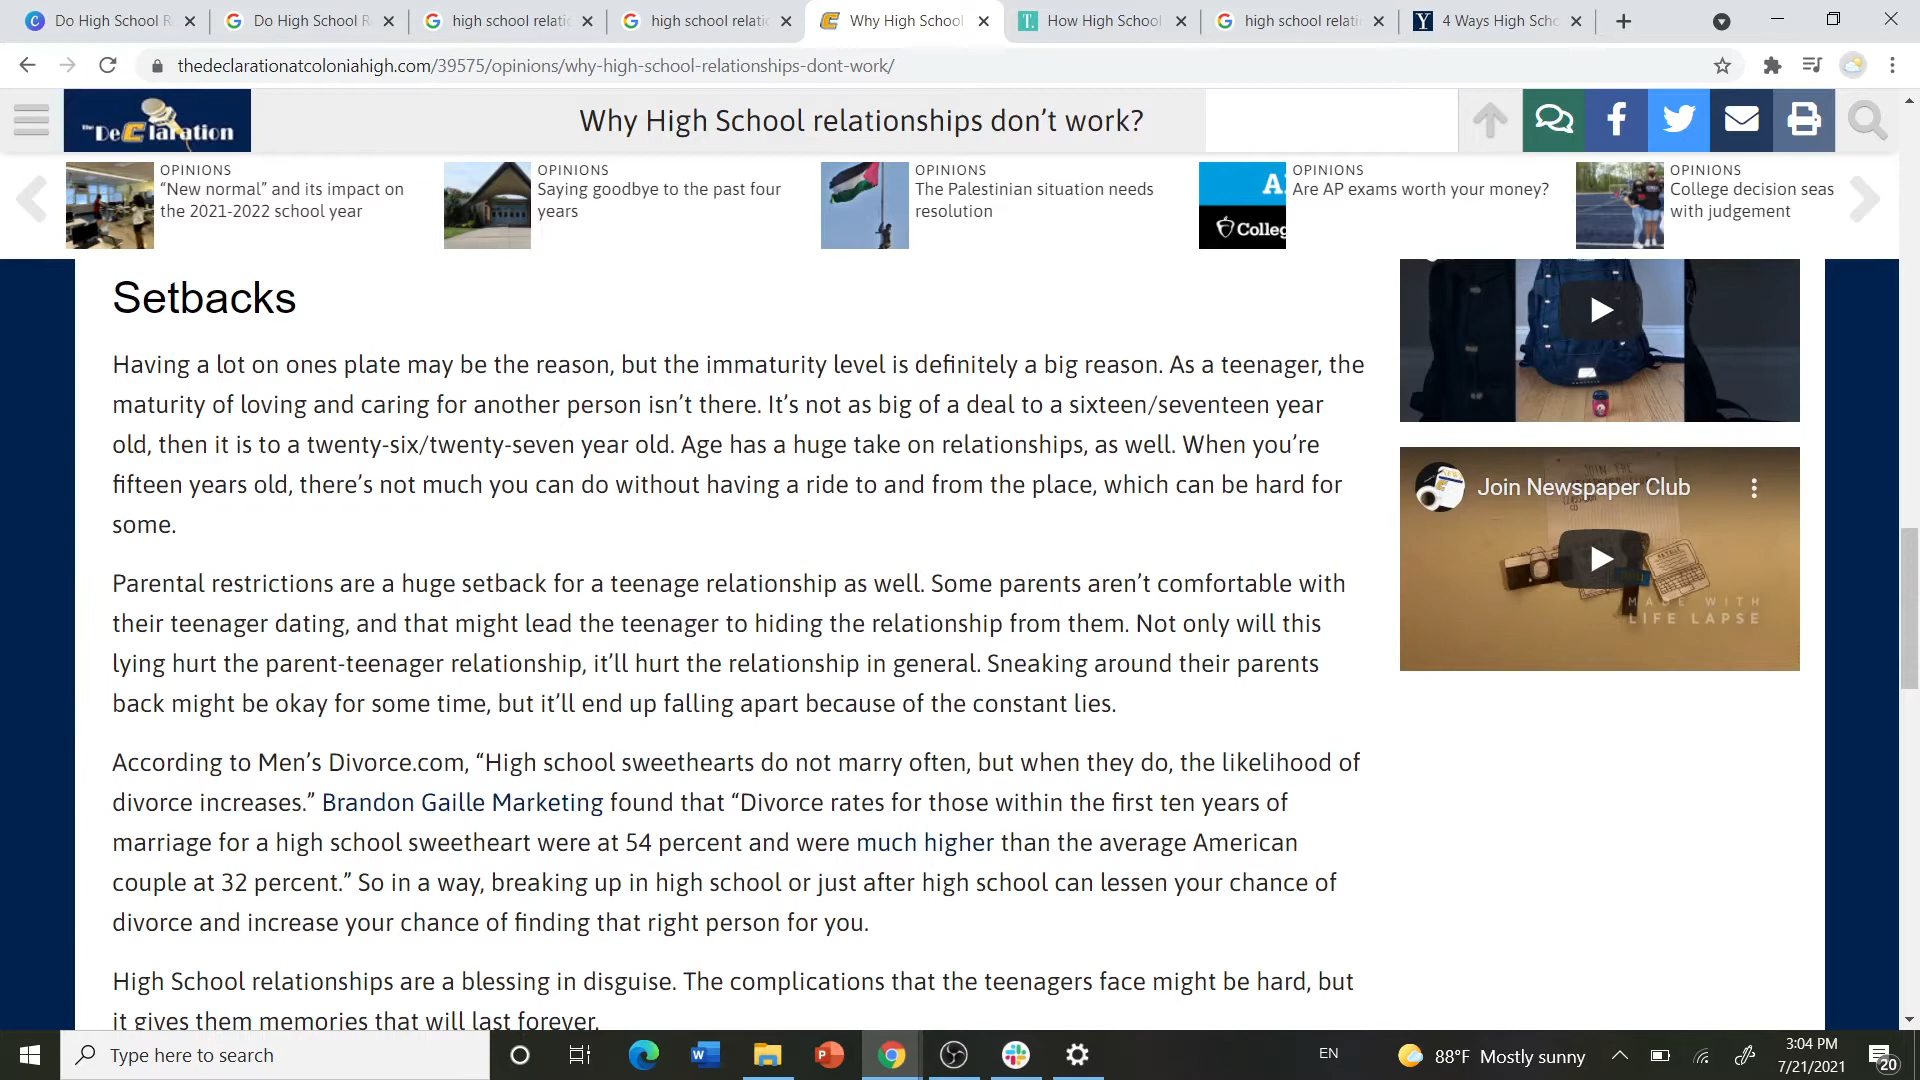 Do High School R
Do High School R
high school relatio
high school relatio
Why High School
How High School
high school relatio
4 Ways High Scho
thedeclarationatcoloniahigh.com/39575/opinions/why-high-school-relationships-dont-work/
The DeClaration
Why High School relationships don’t work?
OPINIONS
“New normal” and its impact on
the 2021-2022 school year
OPINIONS
Saying goodbye to the past four
years
OPINIONS
The Palestinian situation needs
resolution
A
Colleg
OPINIONS
Are AP exams worth your money?
OPINIONS
College decision seas
with judgement
Setbacks
Having a lot on ones plate may be the reason, but the immaturity level is definitely a big reason. As a teenager, the
maturity of loving and caring for another person isn’t there. It’s not as big of a deal to a sixteen/seventeen year
old, then it is to a twenty-six/twenty-seven year old. Age has a huge take on relationships, as well. When you’re
fifteen years old, there’s not much you can do without having a ride to and from the place, which can be hard for
some.
Parental restrictions are a huge setback for a teenage relationship as well. Some parents aren’t comfortable with
their teenager dating, and that might lead the teenager to hiding the relationship from them. Not only will this
lying hurt the parent-teenager relationship, it’ll hurt the relationship in general. Sneaking around their parents
back might be okay for some time, but it’ll end up falling apart because of the constant lies.
According to Men’s Divorce.com, “High school sweethearts do not marry often, but when they do, the likelihood of
divorce increases.” Brandon Gaille Marketing found that “Divorce rates for those within the first ten years of
marriage for a high school sweetheart were at 54 percent and were much higher than the average American
couple at 32 percent.” So in a way, breaking up in high school or just after high school can lessen your chance of
divorce and increase your chance of finding that right person for you.
High School relationships are a blessing in disguise. The complications that the teenagers face might be hard, but
it gives them memories that will last forever.
Join Newspaper Club
JOIN THE
MADE WITH
LIFE LAPSE
Type here to search
EN
88°F Mostly sunny
3:04 PM
7/21/2021
20